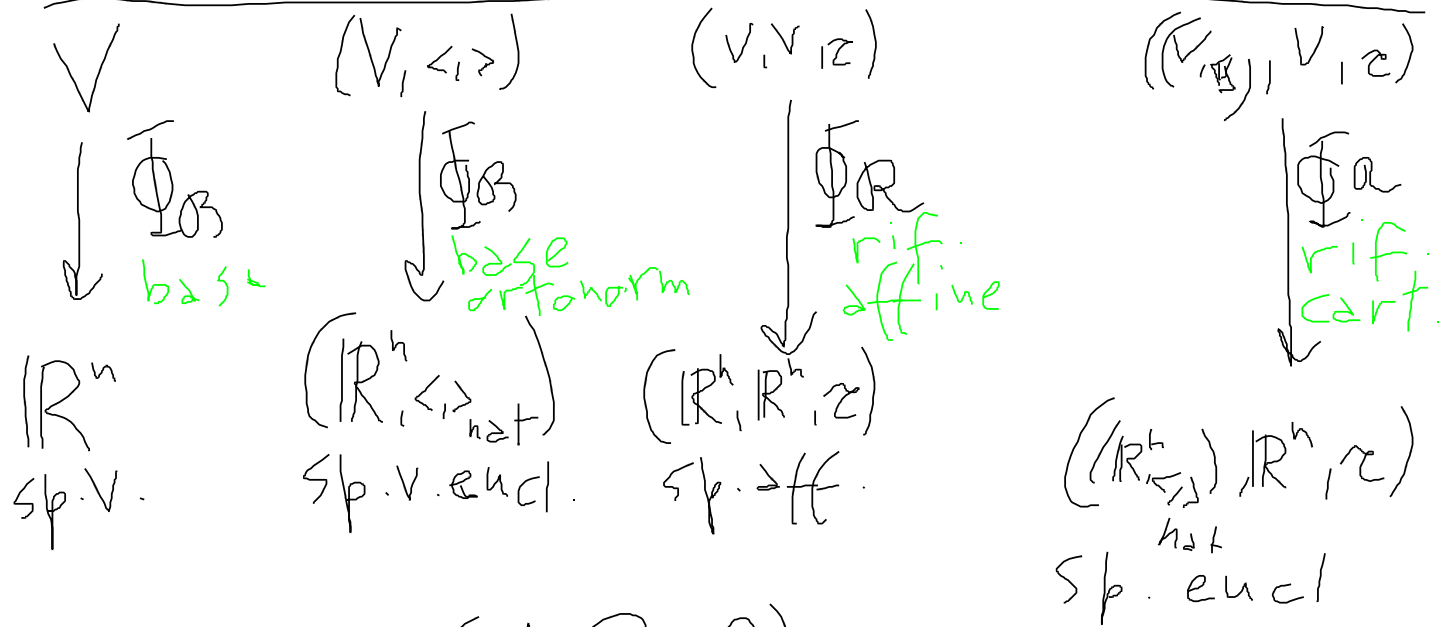 V (V, <,>) (V, V, τ) ((V, <,>), V, τ)
Φ_B Φ_B Φ_R Φ_R
base base ortonorm rif. affine rif. cart.
ℝⁿ (ℝⁿ, <,>_nat) (ℝⁿ, ℝⁿ, τ) ((ℝⁿ, <,>_nat), ℝⁿ, τ)
sp.V. sp.v.eucl. sp.aff. sp. eucl